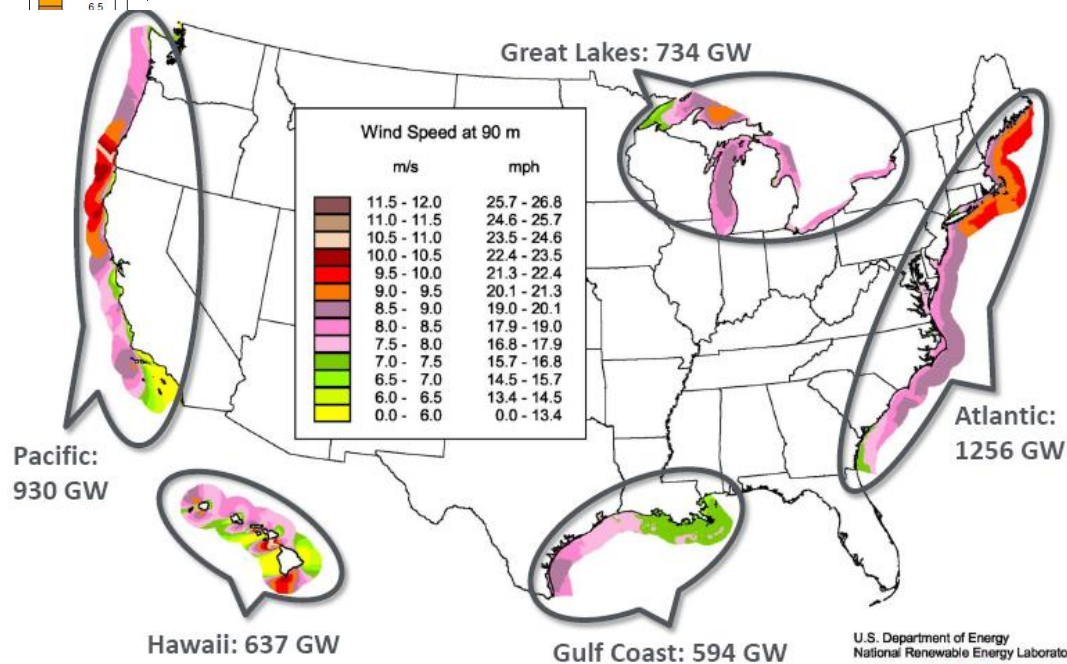 6.5
Great Lakes: 734 GW
Wind Speed at 90 m
m/s mph
11.5 - 12.0 25.7 - 26.8
11.0 - 11.5 24.6 - 25.7
10.5 - 11.0 23.5 - 24.6
10.0 - 10.5 22.4 - 23.5
9.5 - 10.0 21.3 - 22.4
9.0 - 9.5 20.1 - 21.3
8.5 - 9.0 19.0 - 20.1
8.0 - 8.5 17.9 - 19.0
7.5 - 8.0 16.8 - 17.9
7.0 - 7.5 15.7 - 16.8
6.5 - 7.0 14.5 - 15.7
6.0 - 6.5 13.4 - 14.5
0.0 - 6.0 0.0 - 13.4
Atlantic:
1256 GW
Pacific:
930 GW
Hawaii: 637 GW
Gulf Coast: 594 GW
U.S. Department of Energy
National Renewable Energy Laborato